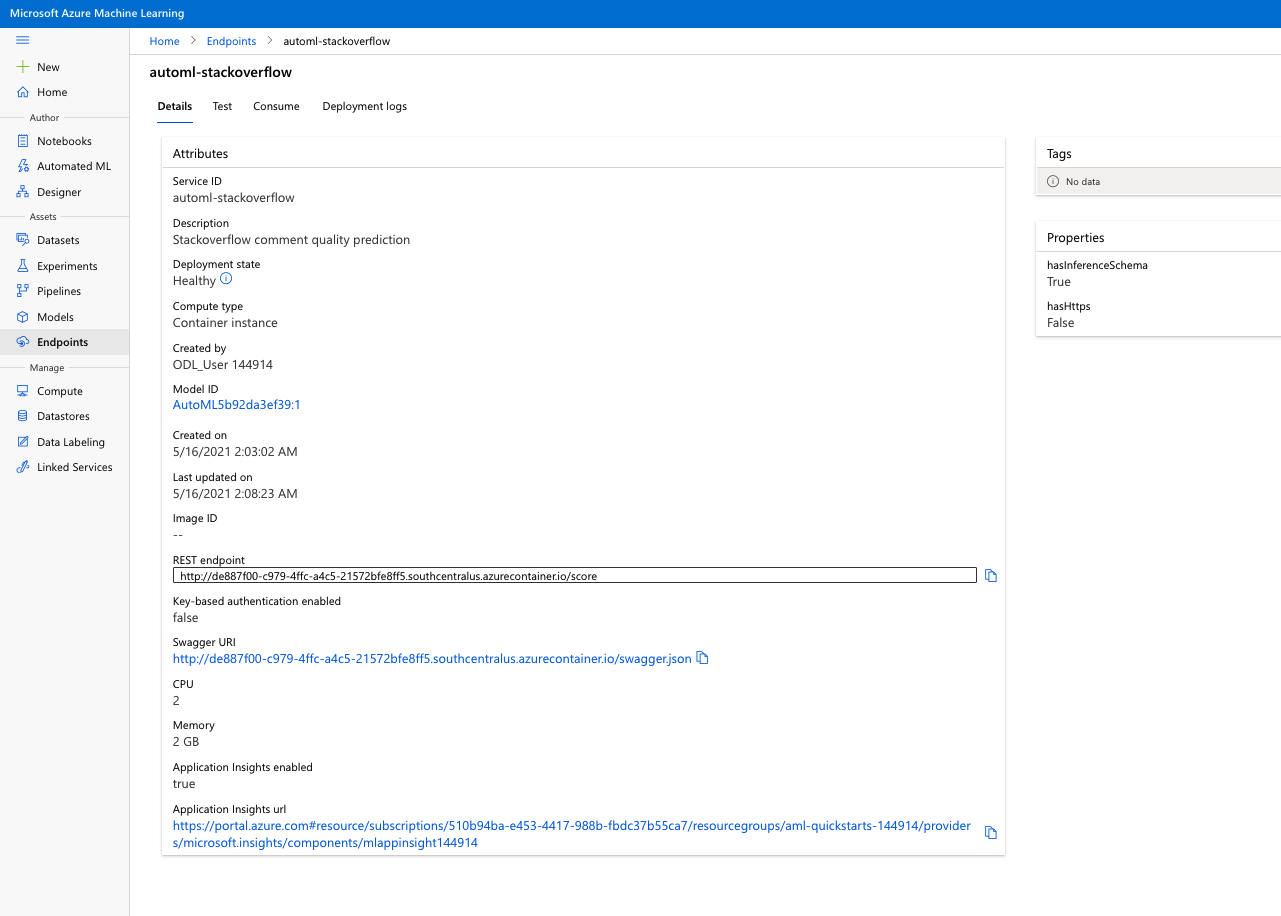 Microsoft Azure Machine Learning
New
Home
Author
Notebooks
Automated ML
Designer
Assets
Datasets
Experiments
Pipelines
Models
Endpoints
Manage
Compute
Datastores
Data Labeling
Linked Services
Home > Endpoints > automl-stackoverflow
automl-stackoverflow
Details Test Consume Deployment logs
Attributes
Service ID
automl-stackoverflow
Description
Stackoverflow comment quality prediction
Deployment state
Healthy
Compute type
Container instance
Created by
ODL_User 144914
Model ID
AutoML5b92da3ef39:1
Created on
5/16/2021 2:03:02 AM
Last updated on
5/16/2021 2:08:23 AM
Image ID
--
REST endpoint
http://de887f00-c979-4ffc-a4c5-21572bfe8ff5.southcentralus.azurecontainer.io/score
Key-based authentication enabled
false
Swagger URI
http://de887f00-c979-4ffc-a4c5-21572bfe8ff5.southcentralus.azurecontainer.io/swagger.json
CPU
2
Memory
2 GB
Application Insights enabled
true
Application Insights url
https://portal.azure.com#resource/subscriptions/510b94ba-e453-4417-988b-fbdc37b55ca7/resourcegroups/aml-quickstarts-144914/provider
s/microsoft.insights/components/mlappinsight144914
Tags
No data
Properties
hasInferenceSchema
True
hasHttps
False